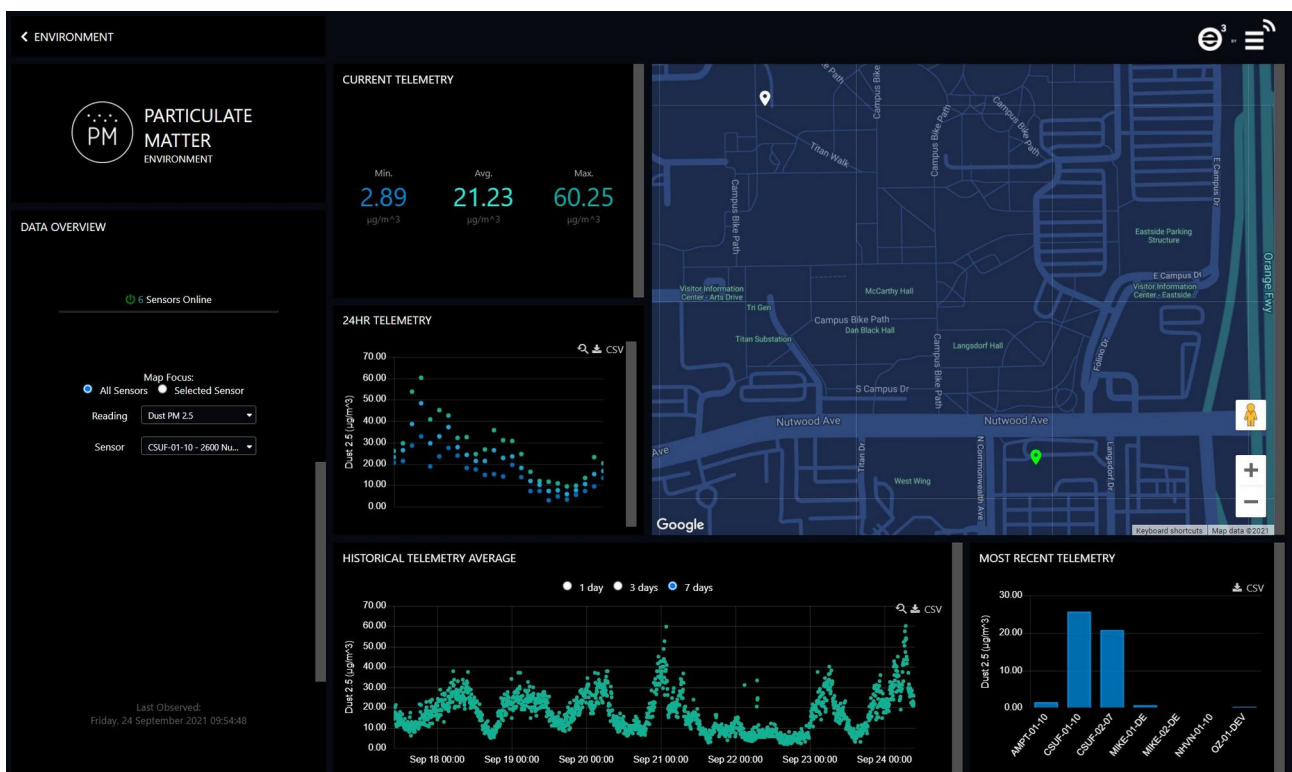 ENVIRONMENT
e3 BY
PM
PARTICULATE
MATTER
ENVIRONMENT
DATA OVERVIEW
6 Sensors Online
Map Focus:
All Sensors Selected Sensor
Reading Dust PM 2.5
Sensor CSUF-01-10 - 2600 Nu...
Last Observed:
Friday, 24 September 2021 09:54:48
CURRENT TELEMETRY
Min. Avg. Max.
2.89 21.23 60.25
µg/m^3 µg/m^3 µg/m^3
24HR TELEMETRY
CSV
Dust 2.5 (µg/m^3)
70.00
60.00
50.00
40.00
30.00
20.00
10.00
0.00
Bike Path
Campus Bike
Campus Bike Path
Campus Bike Path
Titan Walk
Campus Bike Path
E Campus Dr
Eastside Parking
Structure
Orange Fwy
E Campus Dr
Visitor Information
Center - Eastside
Visitor Information
Center - Arts Drive
McCarthy Hall
Tri Gen
Campus Bike Path
Dan Black Hall
Titan Substation
Langsdorf Hall
Campus Bike Path
Folino Dr
S Campus Dr
Nutwood Ave
Nutwood Ave
Ave
Titan Dr
N Commonwealth Ave
Langsdorf Dr
West Wing
Google
Keyboard shortcuts
Map data ©2021
HISTORICAL TELEMETRY AVERAGE
1 day 3 days 7 days
CSV
Dust 2.5 (µg/m^3)
70.00
60.00
50.00
40.00
30.00
20.00
10.00
0.00
Sep 18 00:00 Sep 19 00:00 Sep 20 00:00 Sep 21 00:00 Sep 22 00:00 Sep 23 00:00 Sep 24 00:00
MOST RECENT TELEMETRY
CSV
Dust 2.5 (µg/m^3)
30.00
20.00
10.00
0.00
AMPT-01-10
CSUF-01-10
CSUF-02-07
MIKE-01-DE
MIKE-02-DE
NHVN-01-10
OZ-01-DEV